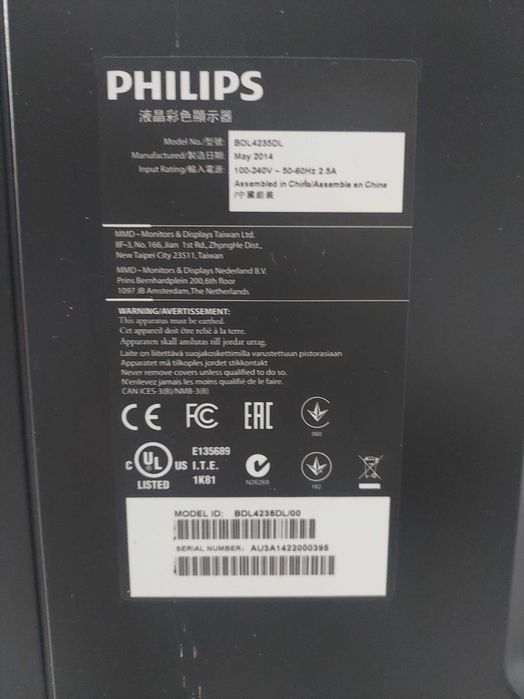 PHILIPS
液晶彩色顯示器
Model No./型號: BDL4235DL
Manufactured/製造日期: May 2014
Input Rating/輸入電源: 100-240V ~ 50-60Hz 2.5A
Assembled in China/Assemble en Chine
/中國組裝
MMD–Monitors & Displays Taiwan Ltd.
8F-3, No. 166, Jian 1st Rd., ZhpngHe Dist.,
New Taipei City 23511, Taiwan
MMD–Monitors & Displays Nederland B.V.
Prins Bernhardplein 200,6th floor
1097 JB Amsterdam,The Netherlands
WARNING/AVERTISSEMENT:
This apparatus must be earthed.
Cet appareil doit être relié à la terre.
Apparaten skall anslutas till jordat uttag.
Laite on liitettävä suojakoskettimilla varustettuun pistorasiaan
Apparatet må tilkoples jordet stikkontakt
Never remove covers unless qualified to do so.
N'enlevez jamais les moins qualifié de le faire.
CAN ICES-3(B)/NMB-3(B)
CE FC EAC
060
C UL US LISTED
E135689
I.T.E.
1K81
N26269
182
MODEL ID: BDL4235DL/00
SERIAL NUMBER: AU3A1422000395